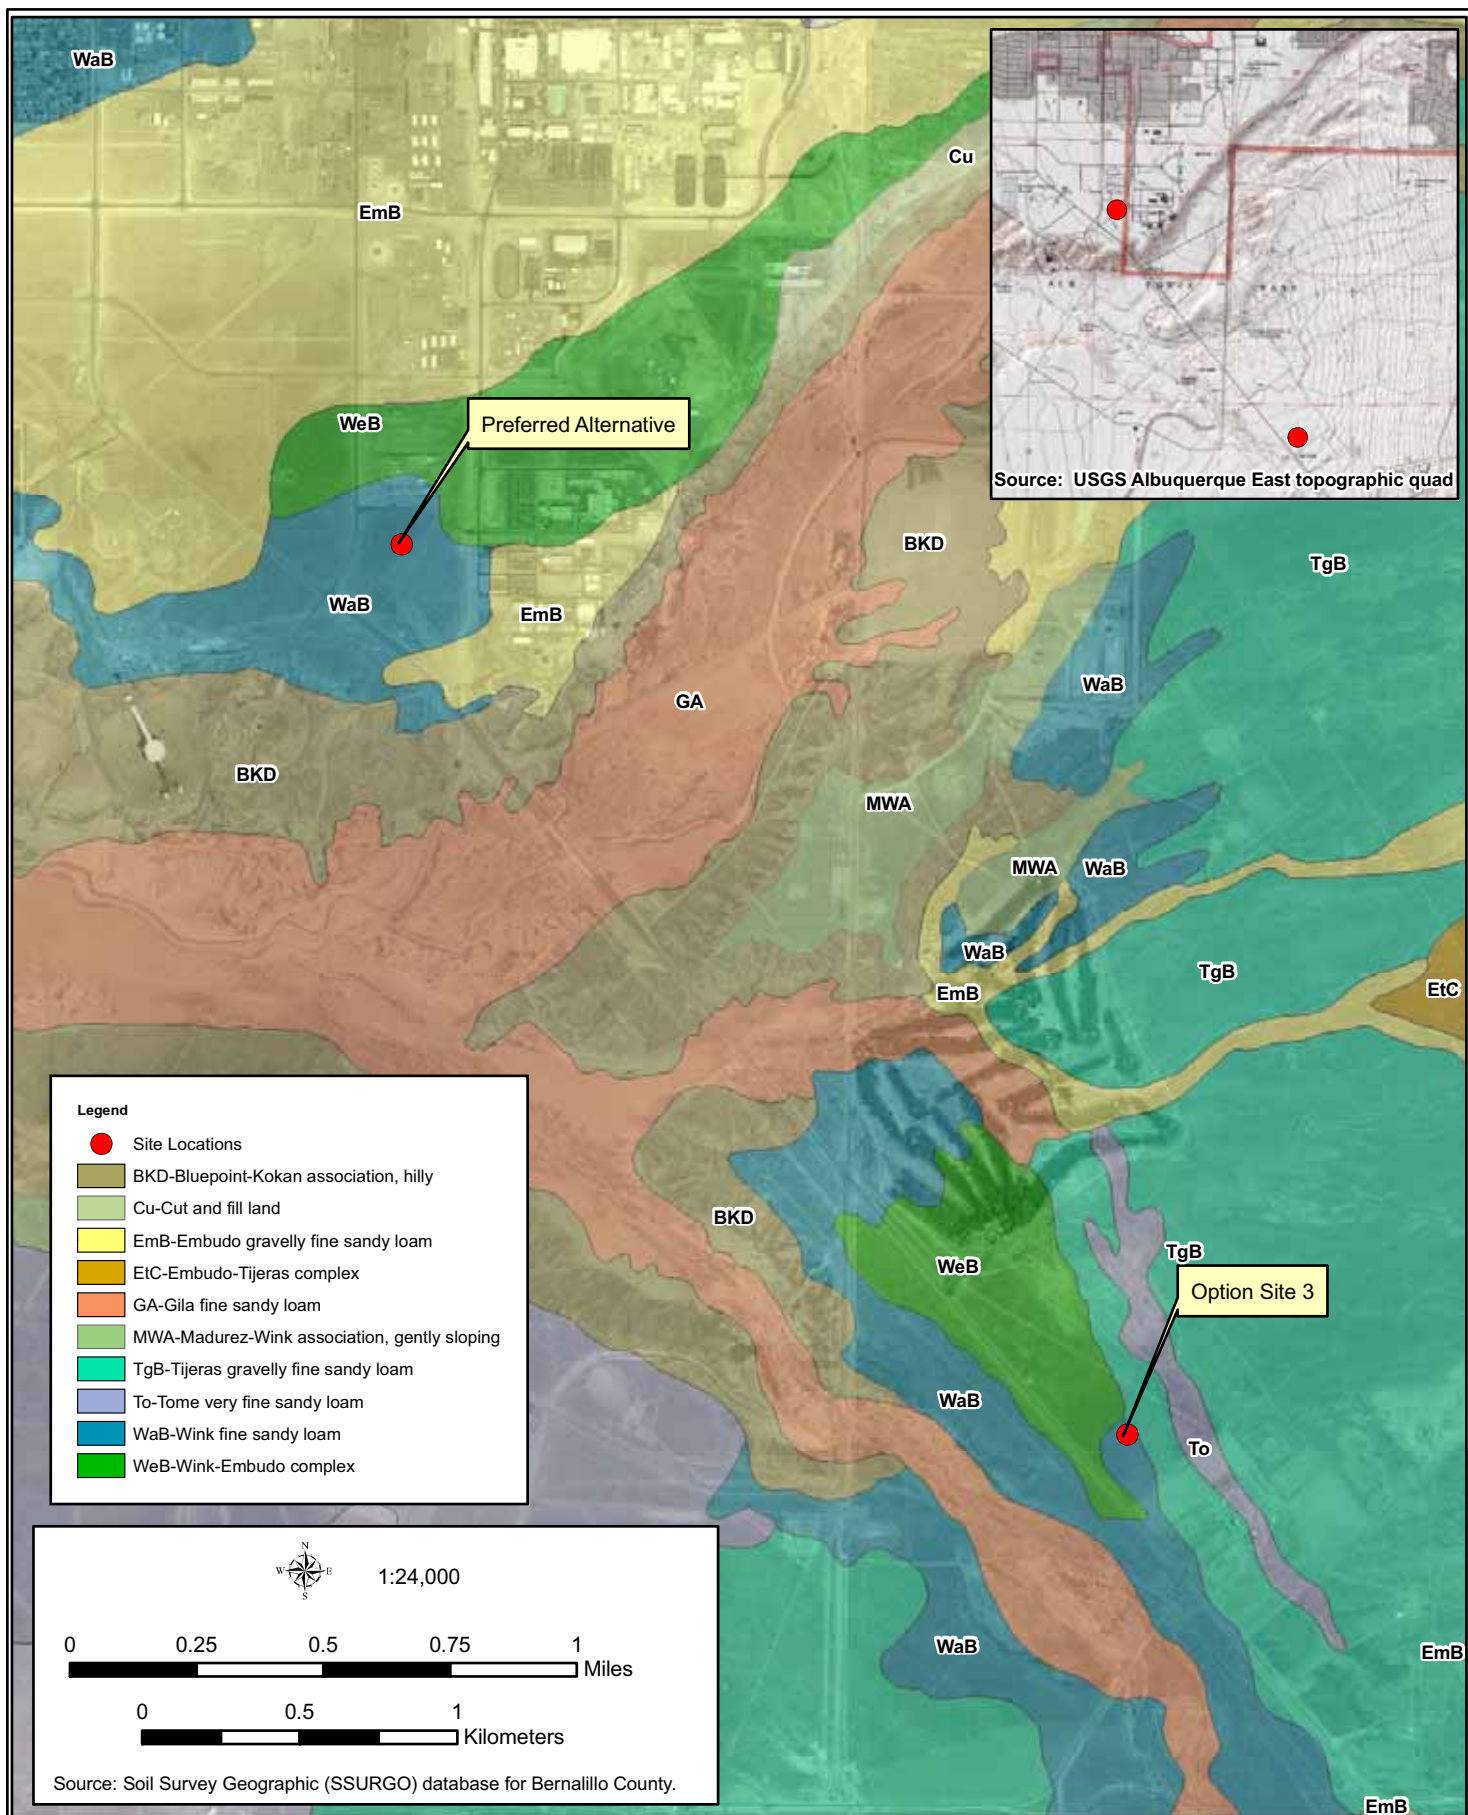 WaB
Cu
EmB
Source: USGS Albuquerque East topographic quad
WeB
Preferred Alternative
BKD
TgB
WaB
EmB
WaB
GA
BKD
MWA
MWA
WaB
WaB
TgB
EmB
EtC
Legend
Site Locations
BKD-Bluepoint-Kokan association, hilly
Cu-Cut and fill land
EmB-Embudo gravelly fine sandy loam
EtC-Embudo-Tijeras complex
GA-Gila fine sandy loam
MWA-Madurez-Wink association, gently sloping
TgB-Tijeras gravelly fine sandy loam
To-Tome very fine sandy loam
WaB-Wink fine sandy loam
WeB-Wink-Embudo complex
BKD
TgB
WeB
Option Site 3
WaB
To
N
W E
S
1:24,000
0 0.25 0.5 0.75 1
Miles
0 0.5 1
Kilometers
Source: Soil Survey Geographic (SSURGO) database for Bernalillo County.
WaB
EmB
EmB